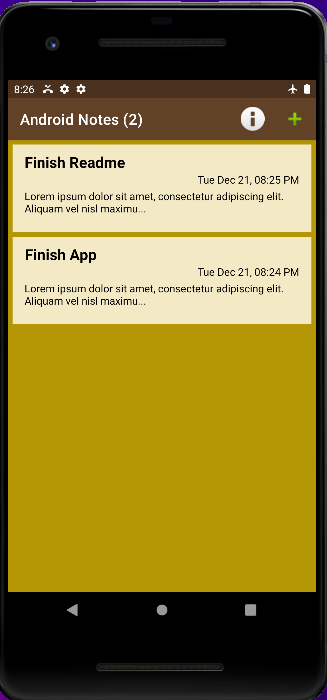 8:26
Android Notes (2)
Finish Readme
Tue Dec 21, 08:25 PM
Lorem ipsum dolor sit amet, consectetur adipiscing elit.
Aliquam vel nisl maximu...
Finish App
Tue Dec 21, 08:24 PM
Lorem ipsum dolor sit amet, consectetur adipiscing elit.
Aliquam vel nisl maximu...